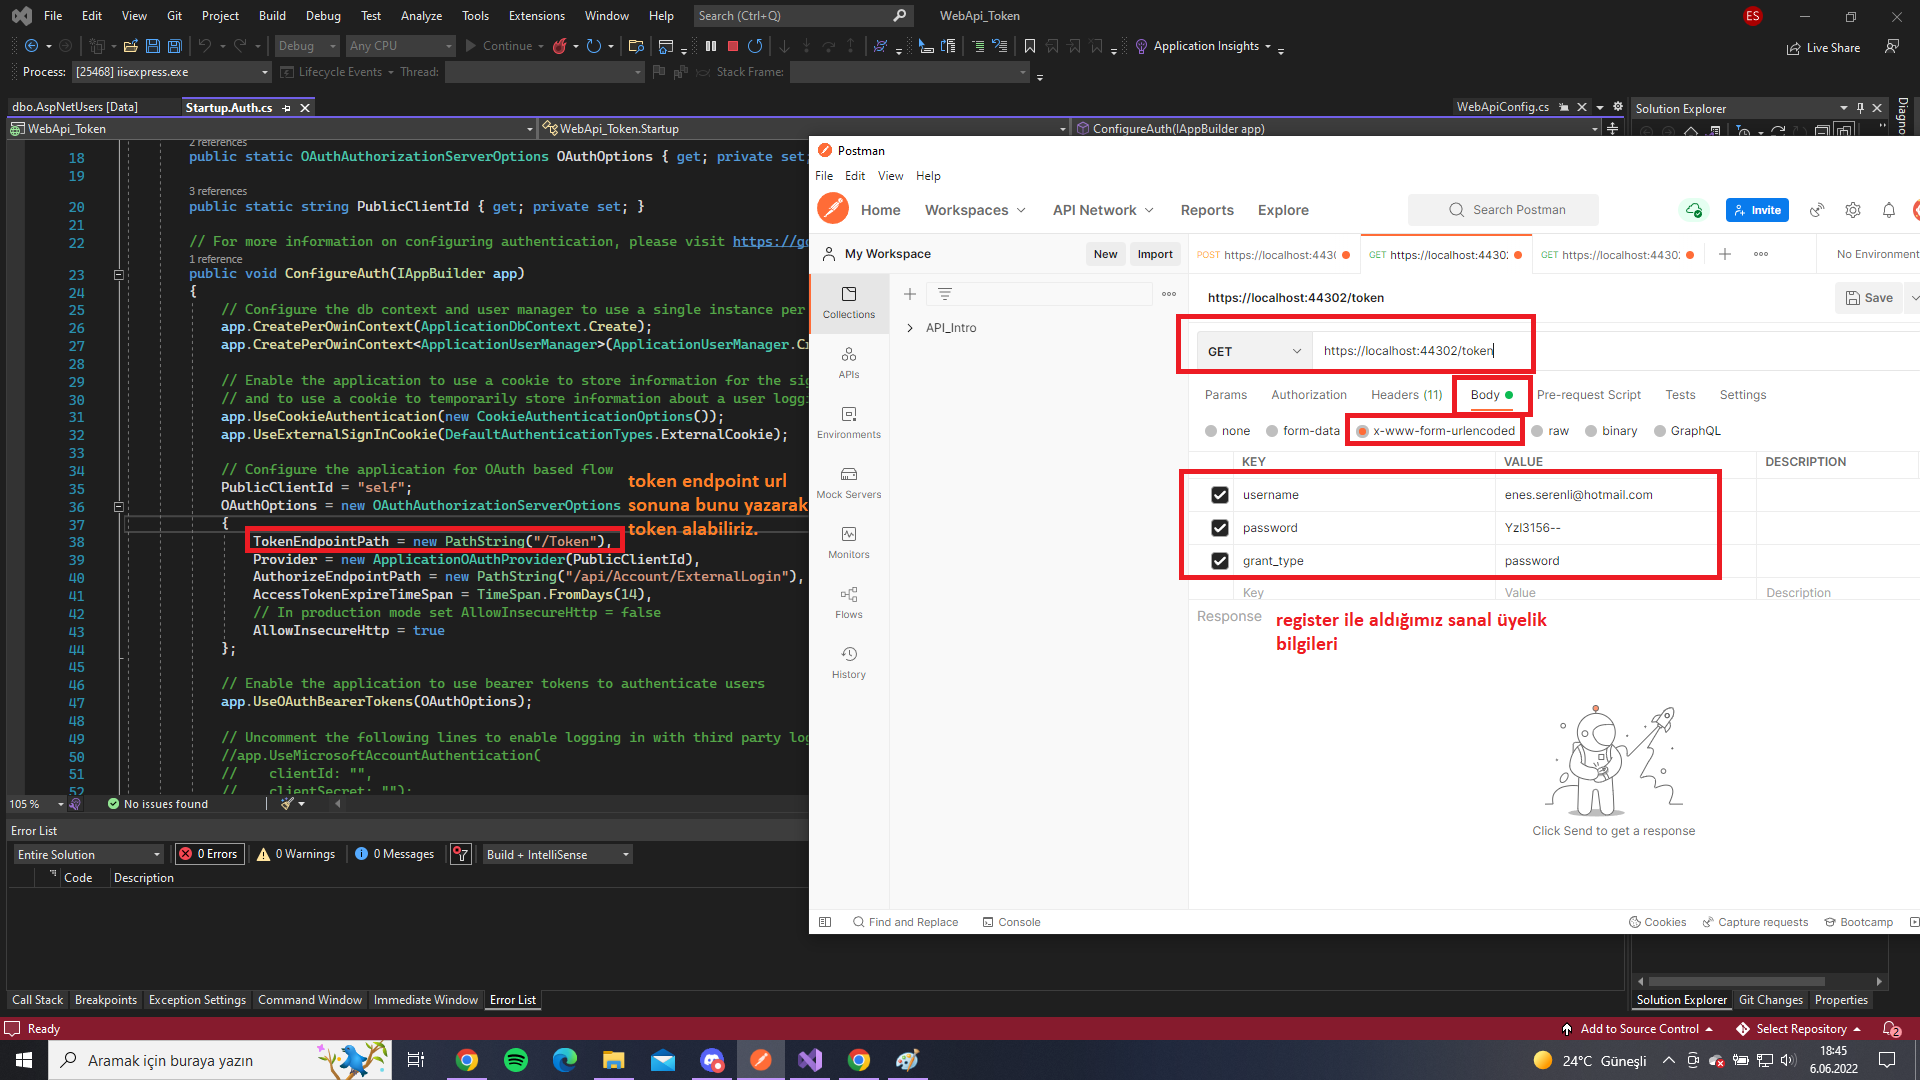 File Edit View Git Project Build Debug Test Analyze Tools Extensions Window Help Search (Ctrl+Q) WebApi_Token ES
Debug Any CPU Continue Application Insights Live Share
Process: [25468] iisexpress.exe Lifecycle Events Thread: Stack Frame:
dbo.AspNetUsers [Data] Startup.Auth.cs WebApiConfig.cs Solution Explorer
WebApi_Token WebApi_Token.Startup ConfigureAuth(IAppBuilder app)
Diagno
2 references
18 public static OAuthAuthorizationServerOptions OAuthOptions { get; private set;
19
3 references
20 public static string PublicClientId { get; private set; }
21
22 // For more information on configuring authentication, please visit https://go
1 reference
23 public void ConfigureAuth(IAppBuilder app)
24 {
25 // Configure the db context and user manager to use a single instance per
26 app.CreatePerOwinContext(ApplicationDbContext.Create);
27 app.CreatePerOwinContext<ApplicationUserManager>(ApplicationUserManager.Cr
28
29 // Enable the application to use a cookie to store information for the sig
30 // and to use a cookie to temporarily store information about a user loggi
31 app.UseCookieAuthentication(new CookieAuthenticationOptions());
32 app.UseExternalSignInCookie(DefaultAuthenticationTypes.ExternalCookie);
33
34 // Configure the application for OAuth based flow
35 PublicClientId = "self";
36 OAuthOptions = new OAuthAuthorizationServerOptions
37 {
38 TokenEndpointPath = new PathString("/Token"),
39 Provider = new ApplicationOAuthProvider(PublicClientId),
40 AuthorizeEndpointPath = new PathString("/api/Account/ExternalLogin"),
41 AccessTokenExpireTimeSpan = TimeSpan.FromDays(14),
42 // In production mode set AllowInsecureHttp = false
43 AllowInsecureHttp = true
44 };
45
46 // Enable the application to use bearer tokens to authenticate users
47 app.UseOAuthBearerTokens(OAuthOptions);
48
49 // Uncomment the following lines to enable logging in with third party log
50 //app.UseMicrosoftAccountAuthentication(
51 // clientId: "",
52 // clientSecret: "");
token endpoint url
sonuna bunu yazarak
token alabiliriz.
105 % No issues found
Error List
Entire Solution 0 Errors 0 Warnings 0 Messages Build + IntelliSense
Code Description
Postman
File Edit View Help
Home Workspaces API Network Reports Explore Search Postman Invite
My Workspace New Import
POST https://localhost:443( GET https://localhost:4430: GET https://localhost:4430: No Environment
Collections
APIs
Environments
Mock Servers
Monitors
Flows
History
API_Intro
https://localhost:44302/token Save
GET https://localhost:44302/token
Params Authorization Headers (11) Body Pre-request Script Tests Settings
none form-data x-www-form-urlencoded raw binary GraphQL
KEY VALUE DESCRIPTION
username enes.serenli@hotmail.com
password Yzl3156--
grant_type password
Key Value Description
Response
register ile aldığımız sanal üyelik
bilgileri
Click Send to get a response
Find and Replace Console Cookies Capture requests Bootcamp
Call Stack Breakpoints Exception Settings Command Window Immediate Window Error List Solution Explorer Git Changes Properties
Ready Add to Source Control Select Repository 2
Aramak için buraya yazın 24°C Güneşli 18:45
6.06.2022